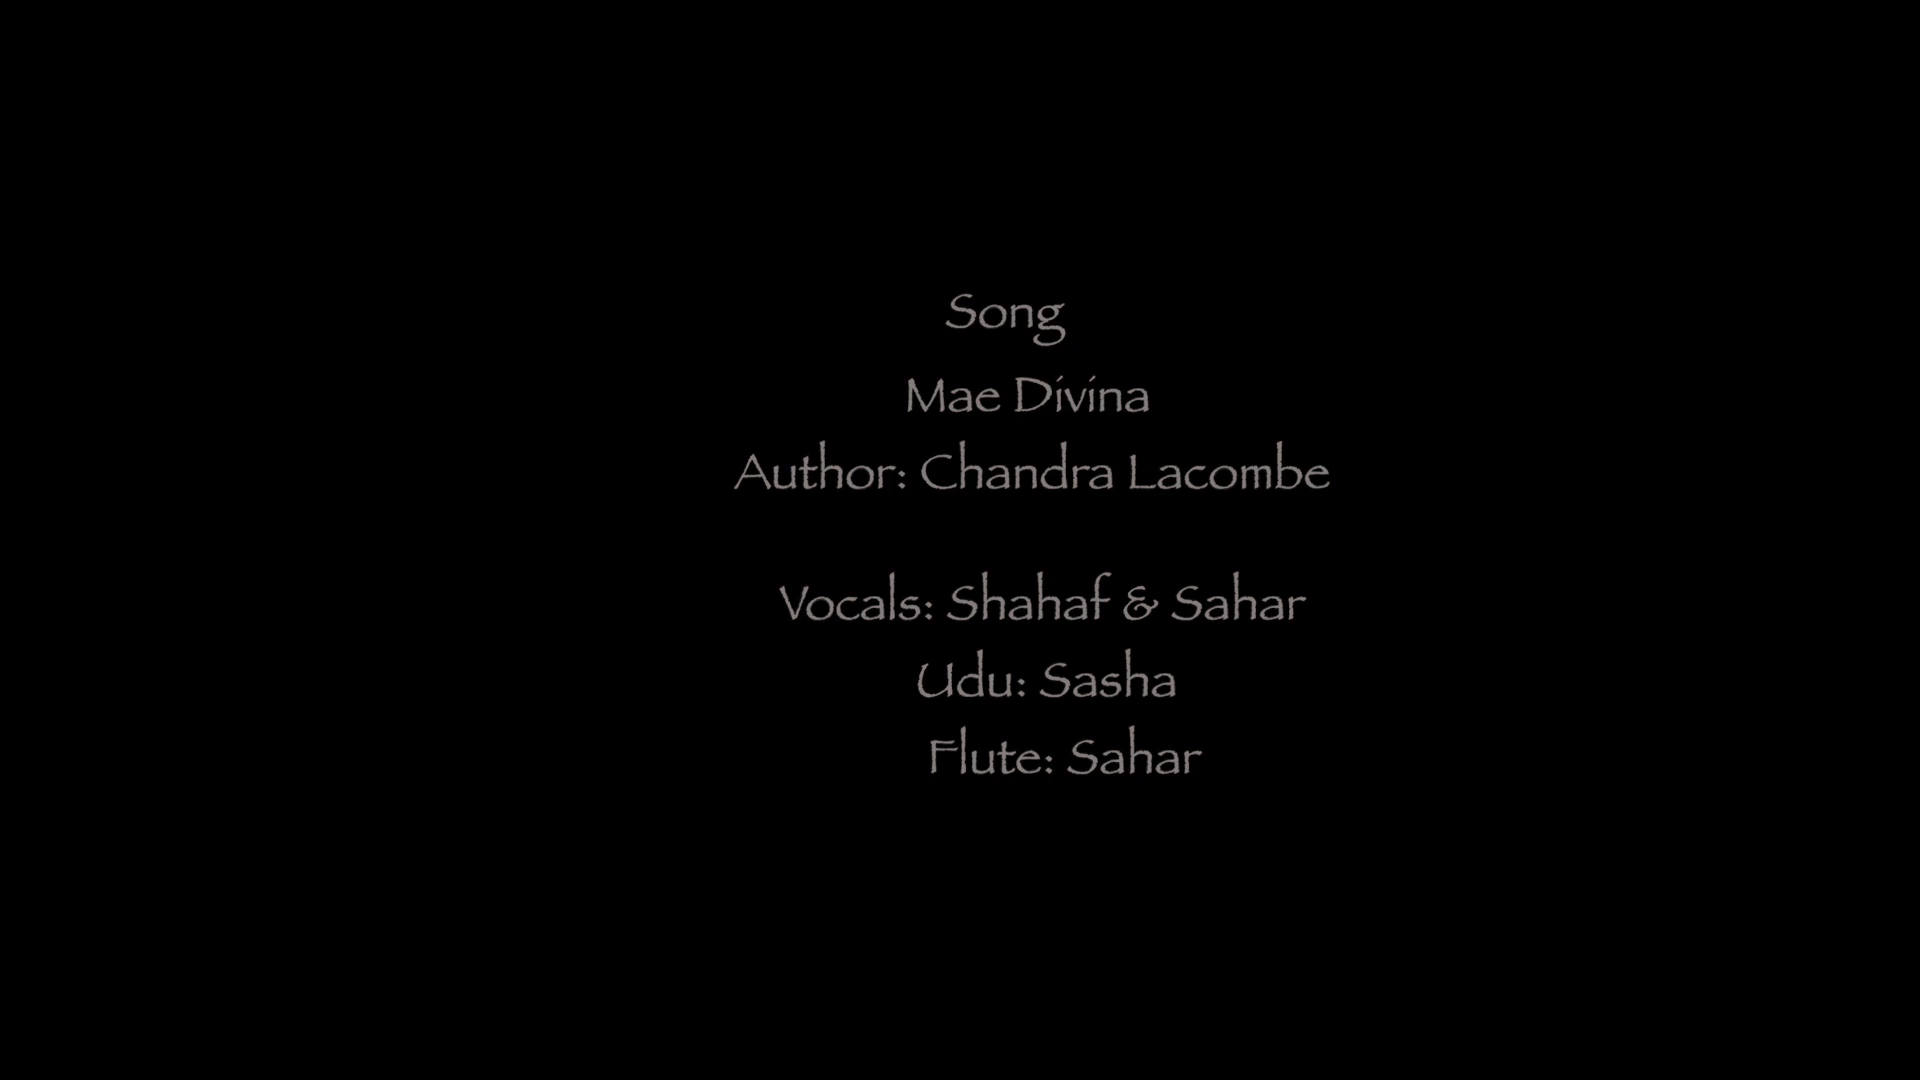 Song
Mae Divina
Author: Chandra Lacombe
Vocals: Shahaf & Sahar
Udu: Sasha
Flute: Sahar